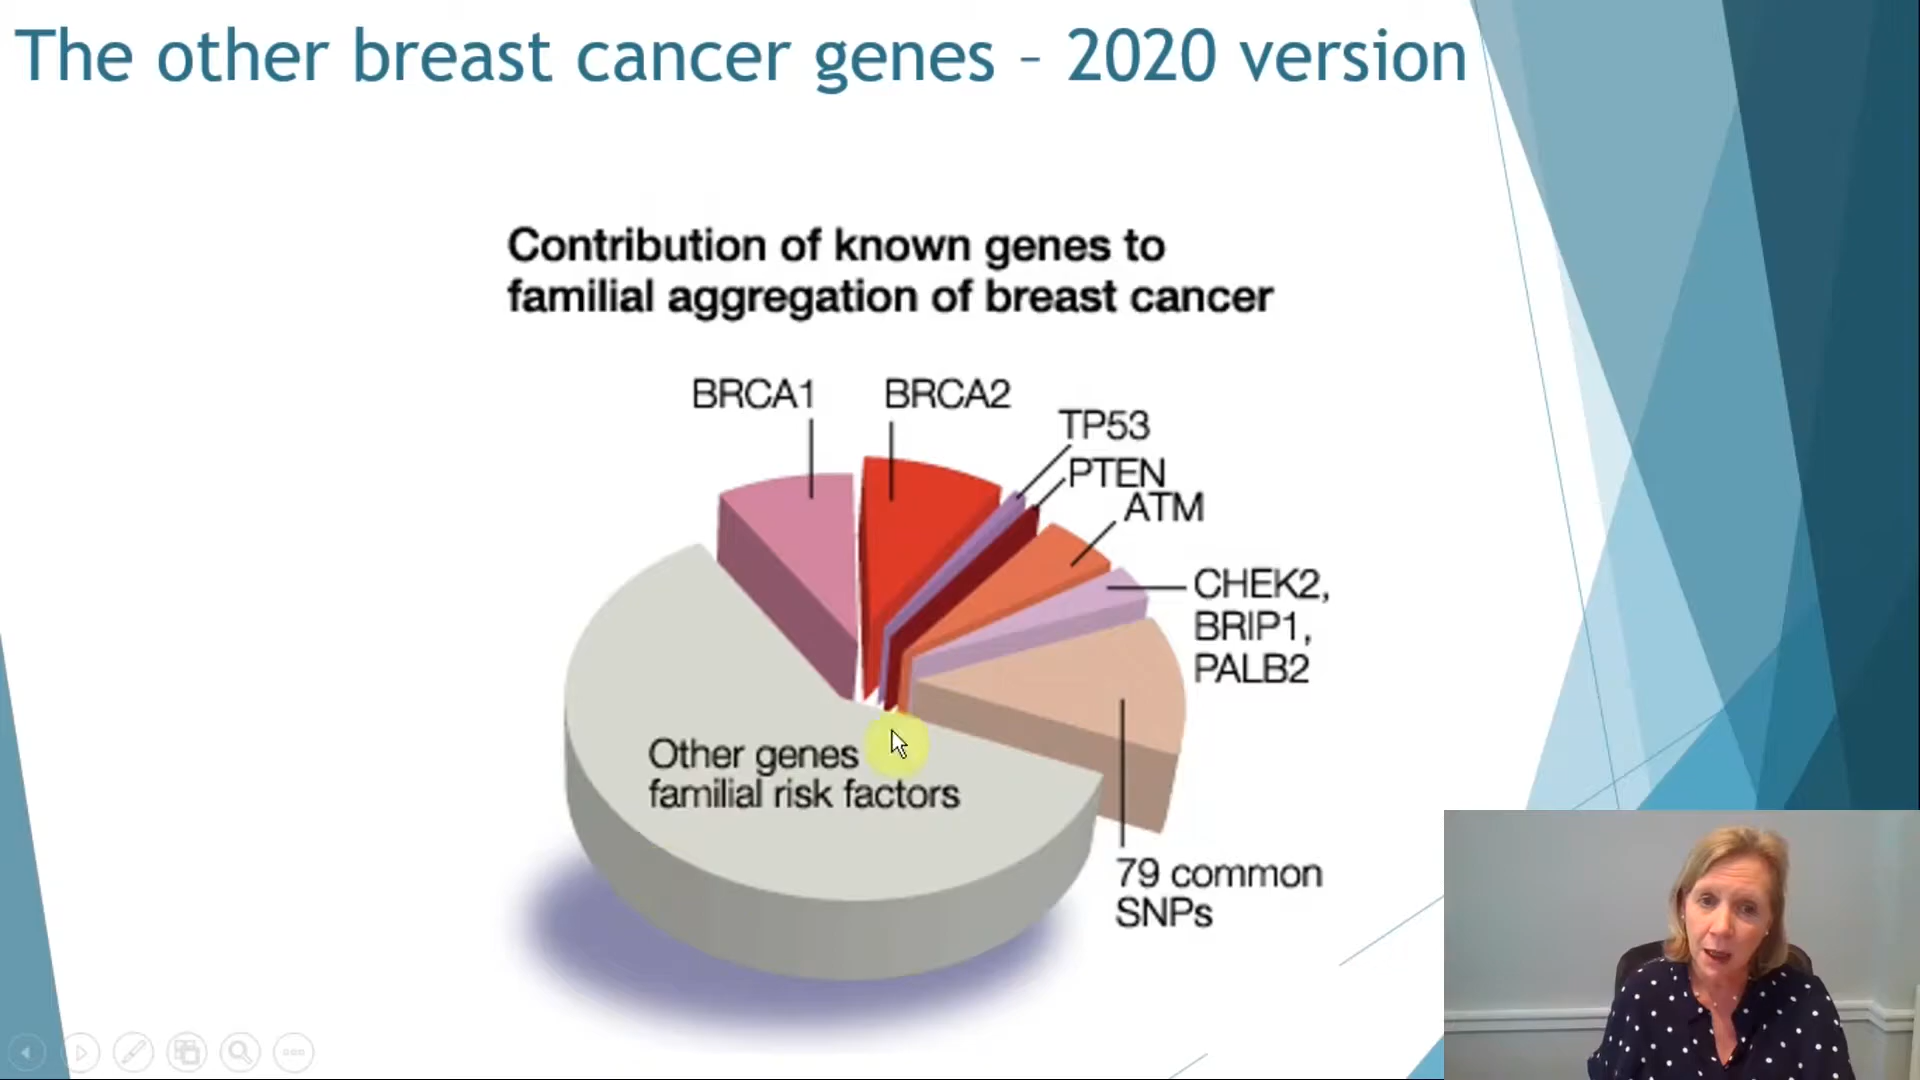 The other breast cancer genes – 2020 version
Contribution of known genes to
familial aggregation of breast cancer
BRCA1
BRCA2
TP53
PTEN
ATM
CHEK2,
BRIP1,
PALB2
Other genes
familial risk factors
79 common
SNPs